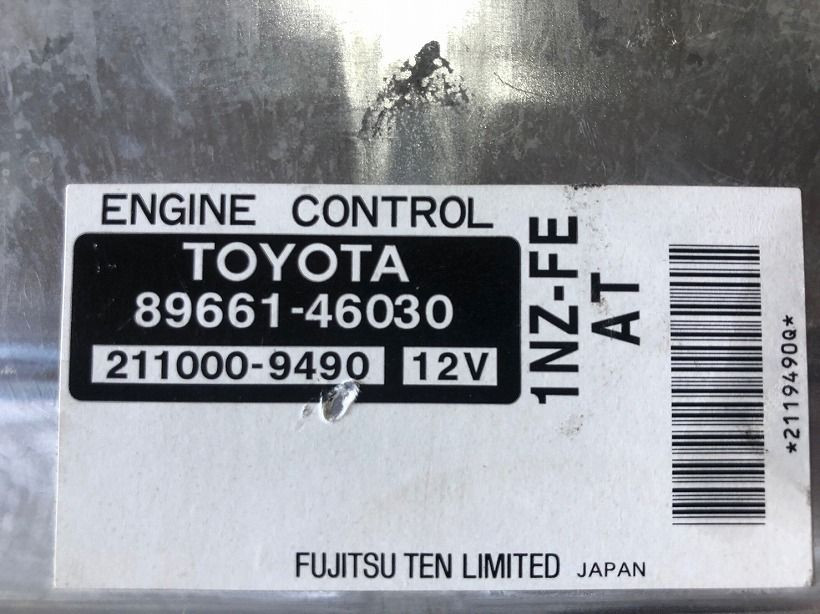 ENGINE CONTROL
TOYOTA
89661-46030
211000-9490 12V
1NZ-FE
AT
*2119490Q*
FUJITSU TEN LIMITED JAPAN